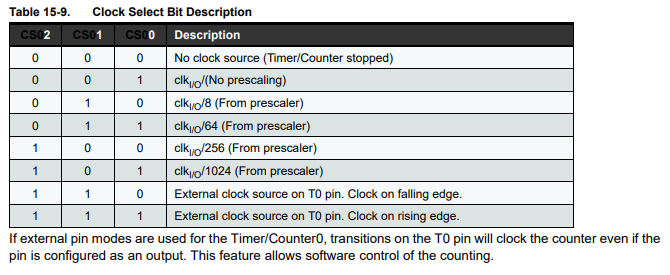 Table 15-9. Clock Select Bit Description
CS02 CS01 CS00 Description
0 0 0 No clock source (Timer/Counter stopped)
0 0 1 clkI/O/(No prescaling)
0 1 0 clkI/O/8 (From prescaler)
0 1 1 clkI/O/64 (From prescaler)
1 0 0 clkI/O/256 (From prescaler)
1 0 1 clkI/O/1024 (From prescaler)
1 1 0 External clock source on T0 pin. Clock on falling edge.
1 1 1 External clock source on T0 pin. Clock on rising edge.
If external pin modes are used for the Timer/Counter0, transitions on the T0 pin will clock the counter even if the
pin is configured as an output. This feature allows software control of the counting.